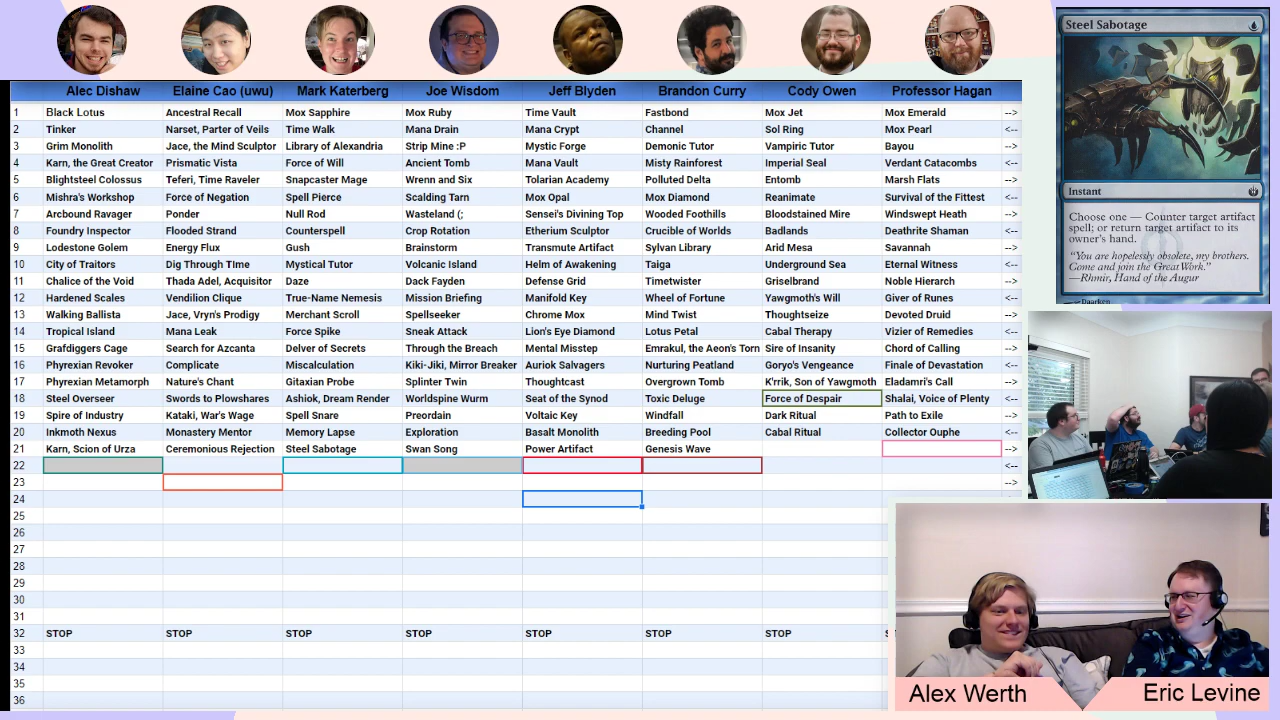 Alec Dishaw Elaine Cao (uwu) Mark Katerberg Joe Wisdom Jeff Blyden Brandon Curry Cody Owen Professor Hagan
1 Black Lotus Ancestral Recall Mox Sapphire Mox Ruby Time Vault Fastbond Mox Jet Mox Emerald -->
2 Tinker Narset, Parter of Veils Time Walk Mana Drain Mana Crypt Channel Sol Ring Mox Pearl <--
3 Grim Monolith Jace, the Mind Sculptor Library of Alexandria Strip Mine :P Mystic Forge Demonic Tutor Vampiric Tutor Bayou -->
4 Karn, the Great Creator Prismatic Vista Force of Will Ancient Tomb Mana Vault Misty Rainforest Imperial Seal Verdant Catacombs <--
5 Blightsteel Colossus Teferi, Time Raveler Snapcaster Mage Wrenn and Six Tolarian Academy Polluted Delta Entomb Marsh Flats -->
6 Mishra's Workshop Force of Negation Spell Pierce Scalding Tarn Mox Opal Mox Diamond Reanimate Survival of the Fittest <--
7 Arcbound Ravager Ponder Null Rod Wasteland (; Sensei's Divining Top Wooded Foothills Bloodstained Mire Windswept Heath -->
8 Foundry Inspector Flooded Strand Counterspell Crop Rotation Etherium Sculptor Crucible of Worlds Badlands Deathrite Shaman <--
9 Lodestone Golem Energy Flux Gush Brainstorm Transmute Artifact Sylvan Library Arid Mesa Savannah -->
10 City of Traitors Dig Through TIme Mystical Tutor Volcanic Island Helm of Awakening Taiga Underground Sea Eternal Witness <--
11 Chalice of the Void Thada Adel, Acquisitor Daze Dack Fayden Defense Grid Timetwister Griselbrand Noble Hierarch -->
12 Hardened Scales Vendilion Clique True-Name Nemesis Mission Briefing Manifold Key Wheel of Fortune Yawgmoth's Will Giver of Runes <--
13 Walking Ballista Jace, Vryn's Prodigy Merchant Scroll Spellseeker Chrome Mox Mind Twist Thoughtseize Devoted Druid -->
14 Tropical Island Mana Leak Force Spike Sneak Attack Lion's Eye Diamond Lotus Petal Cabal Therapy Vizier of Remedies <--
15 Grafdiggers Cage Search for Azcanta Delver of Secrets Through the Breach Mental Misstep Emrakul, the Aeon's Torn Sire of Insanity Chord of Calling -->
16 Phyrexian Revoker Complicate Miscalculation Kiki-Jiki, Mirror Breaker Auriok Salvagers Nurturing Peatland Goryo's Vengeance Finale of Devastation <--
17 Phyrexian Metamorph Nature's Chant Gitaxian Probe Splinter Twin Thoughtcast Overgrown Tomb K'rrik, Son of Yawgmoth Eladamri's Call -->
18 Steel Overseer Swords to Plowshares Ashiok, Dream Render Worldspine Wurm Seat of the Synod Toxic Deluge Force of Despair Shalai, Voice of Plenty <--
19 Spire of Industry Kataki, War's Wage Spell Snare Preordain Voltaic Key Windfall Dark Ritual Path to Exile -->
20 Inkmoth Nexus Monastery Mentor Memory Lapse Exploration Basalt Monolith Breeding Pool Cabal Ritual Collector Ouphe <--
21 Karn, Scion of Urza Ceremonious Rejection Steel Sabotage Swan Song Power Artifact Genesis Wave -->
22 <--
23 -->
24
25
26
27
28
29
30
31
32 STOP STOP STOP STOP STOP STOP STOP
33
34
35
36
Steel Sabotage
Instant
Choose one — Counter target artifact
spell; or return target artifact to its
owner's hand.
"You are hopelessly obsolete, my brothers.
Come and join the Great Work."
—Rhmir, Hand of the Augur
Daarken
Alex Werth Eric Levine